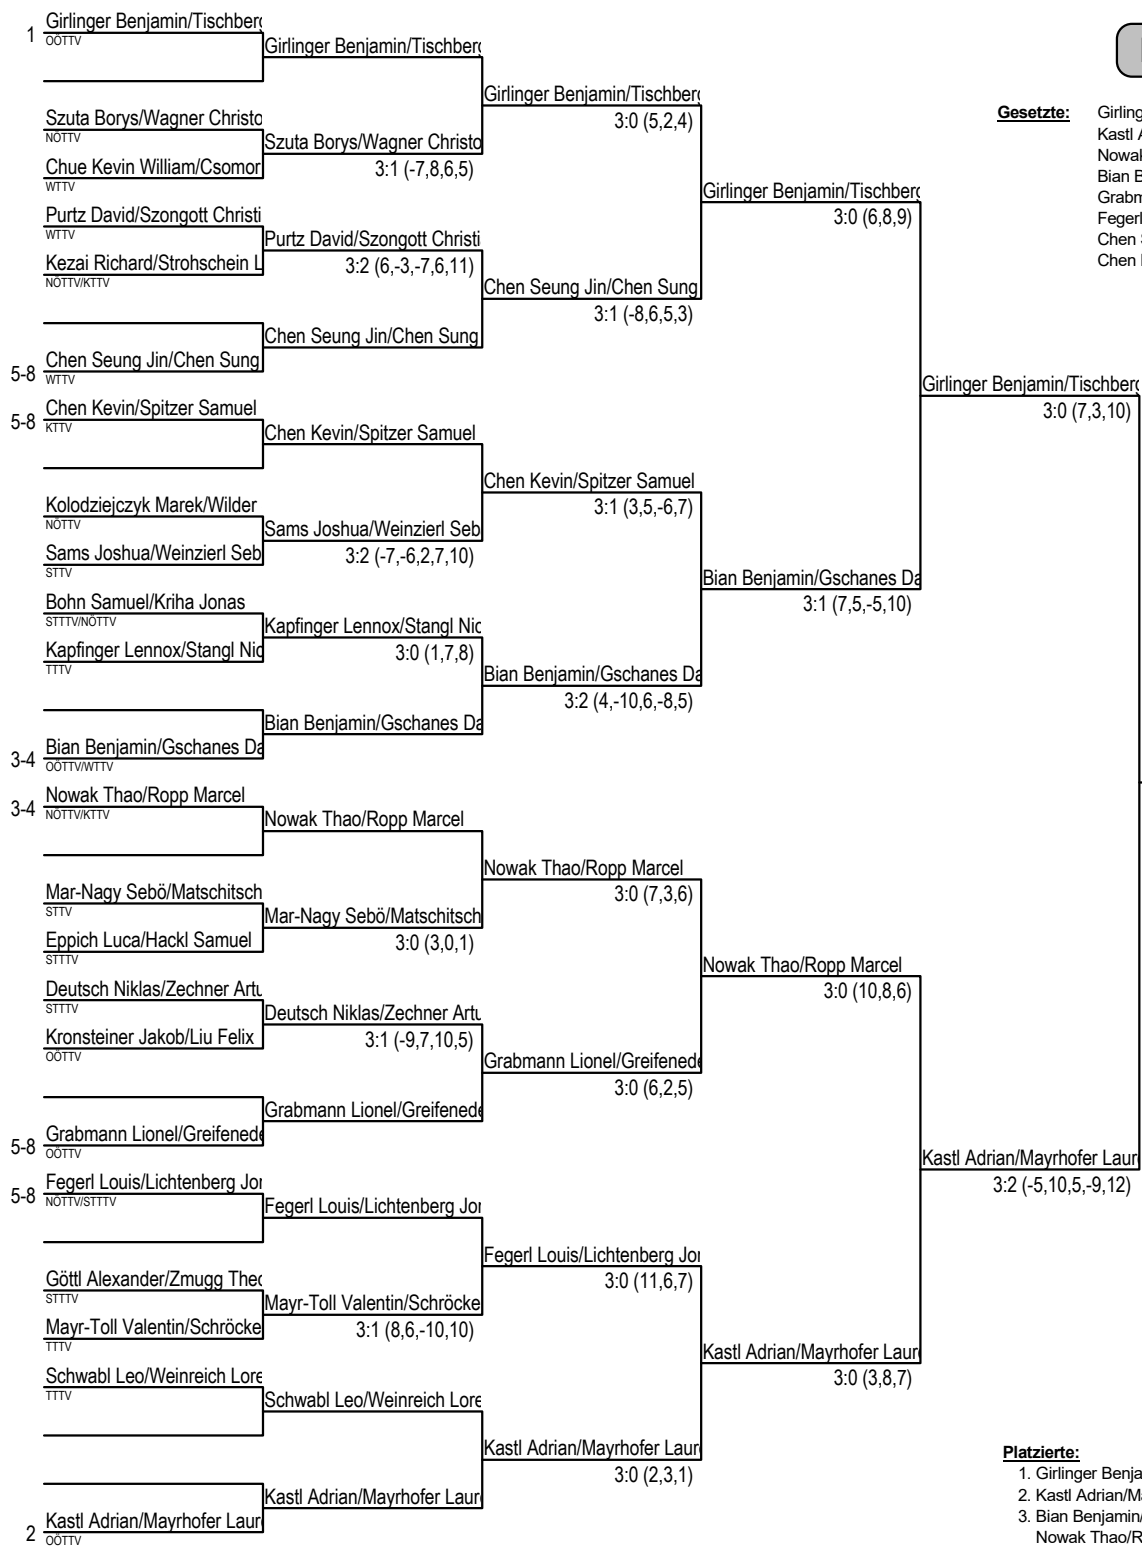 1 Girlinger Benjamin/Tischberg
OÖTTV
Girlinger Benjamin/Tischberg
Girlinger Benjamin/Tischberg
3:0 (5,2,4)
Szuta Borys/Wagner Christo
NÖTTV
Szuta Borys/Wagner Christo
3:1 (-7,8,6,5)
Chue Kevin William/Csomor
WTTV
Girlinger Benjamin/Tischberg
3:0 (6,8,9)
Purtz David/Szongott Christi
WTTV
Purtz David/Szongott Christi
3:2 (6,-3,-7,6,11)
Kezai Richard/Strohschein L
NÖTTV/KTTV
Chen Seung Jin/Chen Sung
3:1 (-8,6,5,3)
Chen Seung Jin/Chen Sung
5-8 Chen Seung Jin/Chen Sung
WTTV
Girlinger Benjamin/Tischberg
3:0 (7,3,10)
5-8 Chen Kevin/Spitzer Samuel
KTTV
Chen Kevin/Spitzer Samuel
Chen Kevin/Spitzer Samuel
3:1 (3,5,-6,7)
Kolodziejczyk Marek/Wilder
NÖTTV
Sams Joshua/Weinzierl Seb
3:2 (-7,-6,2,7,10)
Sams Joshua/Weinzierl Seb
STTV
Bian Benjamin/Gschanes Da
3:1 (7,5,-5,10)
Bohn Samuel/Kriha Jonas
STTTV/NÖTTV
Kapfinger Lennox/Stangl Nic
3:0 (1,7,8)
Kapfinger Lennox/Stangl Nic
TTTV
Bian Benjamin/Gschanes Da
3:2 (4,-10,6,-8,5)
Bian Benjamin/Gschanes Da
3-4 Bian Benjamin/Gschanes Da
OÖTTV/WTTV
3-4 Nowak Thao/Ropp Marcel
NÖTTV/KTTV
Nowak Thao/Ropp Marcel
Nowak Thao/Ropp Marcel
3:0 (7,3,6)
Mar-Nagy Sebö/Matschitsch
STTV
Mar-Nagy Sebö/Matschitsch
3:0 (3,0,1)
Eppich Luca/Hackl Samuel
STTTV
Nowak Thao/Ropp Marcel
3:0 (10,8,6)
Deutsch Niklas/Zechner Artu
STTTV
Deutsch Niklas/Zechner Artu
3:1 (-9,7,10,5)
Kronsteiner Jakob/Liu Felix
OÖTTV
Grabmann Lionel/Greifenede
3:0 (6,2,5)
Grabmann Lionel/Greifenede
5-8 Grabmann Lionel/Greifenede
OÖTTV
Kastl Adrian/Mayrhofer Laur
3:2 (-5,10,5,-9,12)
5-8 Fegerl Louis/Lichtenberg Jor
NÖTTV/STTTV
Fegerl Louis/Lichtenberg Jor
Fegerl Louis/Lichtenberg Jor
3:0 (11,6,7)
Göttl Alexander/Zmugg Theo
STTTV
Mayr-Toll Valentin/Schröcke
3:1 (8,6,-10,10)
Mayr-Toll Valentin/Schröcke
TTTV
Kastl Adrian/Mayrhofer Laur
3:0 (3,8,7)
Schwabl Leo/Weinreich Lore
TTTV
Schwabl Leo/Weinreich Lore
Kastl Adrian/Mayrhofer Laur
3:0 (2,3,1)
Kastl Adrian/Mayrhofer Laur
2 Kastl Adrian/Mayrhofer Laur
OÖTTV
Gesetzte: Girling
Kastl A
Nowak
Bian B
Grabm
Fegerl
Chen S
Chen
Platzierte:
1. Girlinger Benja
2. Kastl Adrian/Ma
3. Bian Benjamin/
Nowak Thao/R